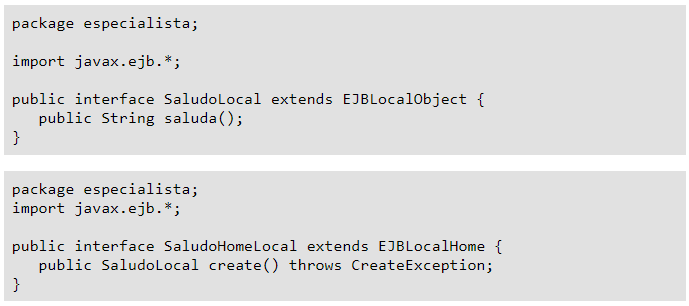 package especialista;

import javax.ejb.*;

public interface SaludoLocal extends EJBLocalObject {
   public String saluda();
}

package especialista;
import javax.ejb.*;

public interface SaludoHomeLocal extends EJBLocalHome {
   public SaludoLocal create() throws CreateException;
}